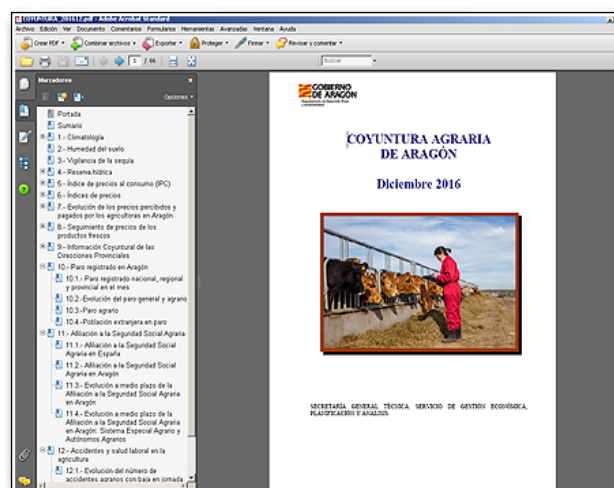 COYUNTURA_201612.pdf - Adobe Acrobat Standard
Archivo Edición Ver Documento Comentarios Formularios Herramientas Avanzadas Ventana Ayuda
Crear PDF Combinar archivos Exportar Proteger Firmar Revisar y comentar
1 / 66 Buscar
Marcadores
Opciones
Portada
Sumario
1.- Climatología
2.- Humedad del suelo
3.- Vigilancia de la sequía
4.- Reserva hídrica
5.- Índice de precios al consumo (IPC)
6.- Índices de precios
7.- Evolución de los precios percibidos y
pagados por los agricultoras en Aragón
8.- Seguimiento de precios de los
productos frescos
9.- Información Coyuntural de las
Direcciones Provinciales
10.- Paro registrado en Aragón
10.1.- Paro registrado nacional, regional
y provincial en el mes
10.2.-Evolución del paro general y agrario
10.3.-Paro agrario
10.4.-Población extranjera en paro
11.- Afiliación a la Seguridad Social Agraria
11.1.- Afiliación a la Seguridad Social
Agraria en España
11.2.- Afiliación a la Seguridad Social
Agraria en Aragón
11.3.- Evolución a medio plazo de la
Afiliación a la Seguridad Social Agraria
en Aragón
11.4.- Evolución a medio plazo de la
Afiliación a la Seguridad Social Agraria
en Aragón: Sistema Especial Agrario y
Autónomos Agrarios
12.- Accidentes y salud laboral en la
agricultura
12.1.- Evolución del número de
accidentes agrarios con baja en jornada
GOBIERNO
DE ARAGON
COYUNTURA AGRARIA
DE ARAGÓN
Diciembre 2016
SECRETARÍA GENERAL TÉCNICA. SERVICIO DE GESTIÓN ECONÓMICA,
PLANIFICACIÓN Y ANÁLISIS